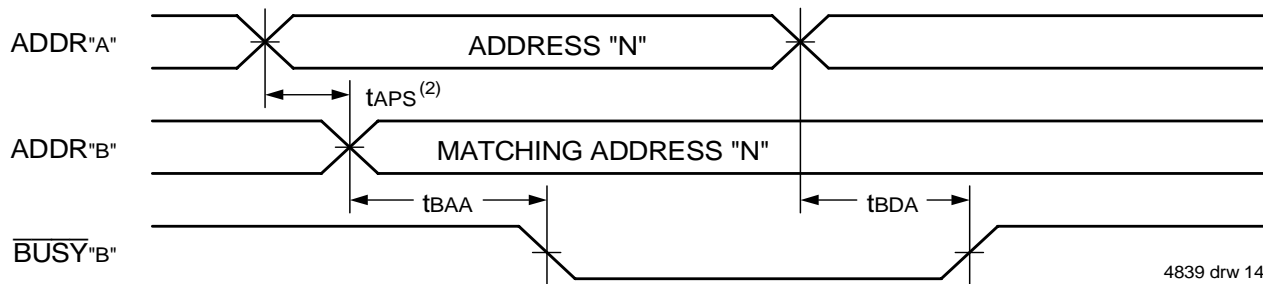 ADDR"A"
ADDRESS "N"
tAPS(2)
ADDR"B"
MATCHING ADDRESS "N"
tBAA
tBDA
BUSY"B"
4839 drw 14